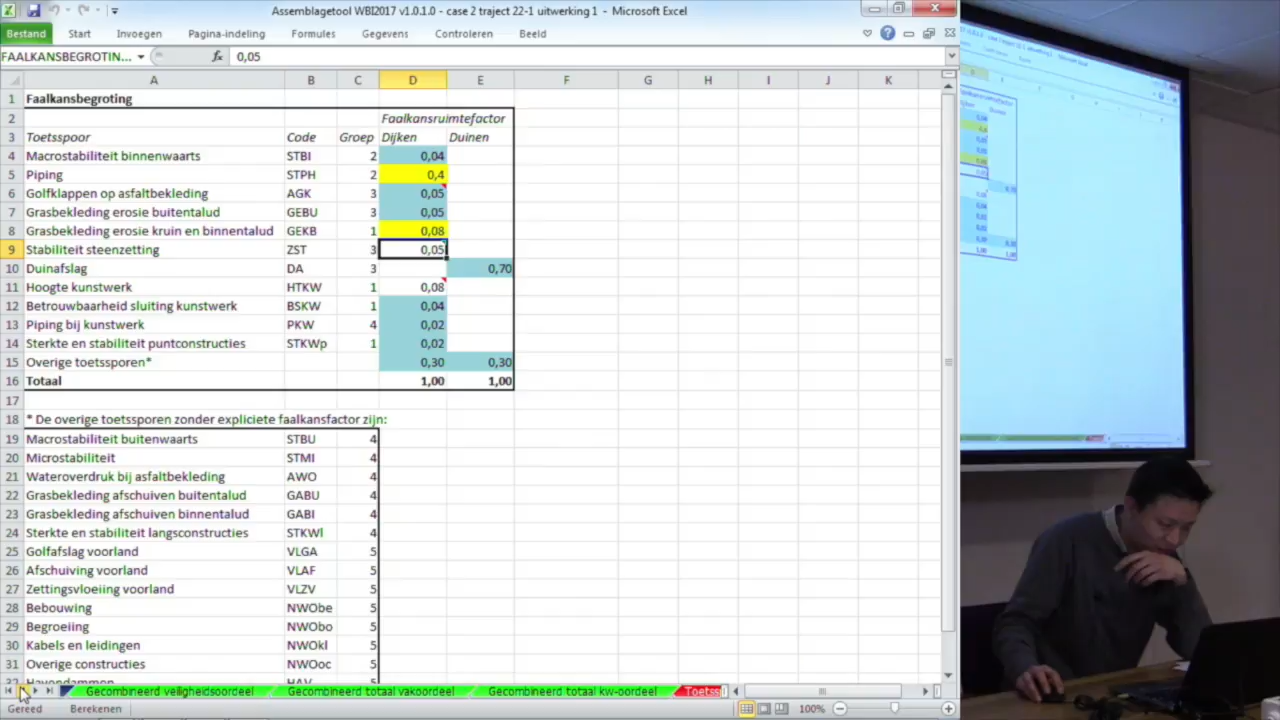 Assemblagetool WBI2017 v1.0.1.0 - case 2 traject 22-1 uitwerking 1 - Microsoft Excel
Bestand Start Invoegen Pagina-indeling Formules Gegevens Controleren Beeld
FAALKANSBEGROTIN... fx 0,05
A B C D E F G H I J K
1 Faalkansbegroting
2 Faalkansruimtefactor
3 Toetsspoor Code Groep Dijken Duinen
4 Macrostabiliteit binnenwaarts STBI 2 0,04
5 Piping STPH 2 0,4
6 Golfklappen op asfaltbekleding AGK 3 0,05
7 Grasbekleding erosie buitentalud GEBU 3 0,05
8 Grasbekleding erosie kruin en binnentalud GEKB 1 0,08
9 Stabiliteit steenzetting ZST 3 0,05
10 Duinafslag DA 3 0,70
11 Hoogte kunstwerk HTKW 1 0,08
12 Betrouwbaarheid sluiting kunstwerk BSKW 1 0,04
13 Piping bij kunstwerk PKW 4 0,02
14 Sterkte en stabiliteit puntconstructies STKWp 1 0,02
15 Overige toetssporen* 0,30 0,30
16 Totaal 1,00 1,00
17
18 * De overige toetssporen zonder expliciete faalkansfactor zijn:
19 Macrostabiliteit buitenwaarts STBU 4
20 Microstabiliteit STMI 4
21 Wateroverdruk bij asfaltbekleding AWO 4
22 Grasbekleding afschuiven buitentalud GABU 4
23 Grasbekleding afschuiven binnentalud GABI 4
24 Sterkte en stabiliteit langsconstructies STKWl 4
25 Golfafslag voorland VLGA 5
26 Afschuiving voorland VLAF 5
27 Zettingsvloeiing voorland VLZV 5
28 Bebouwing NWObe 5
29 Begroeiing NWObo 5
30 Kabels en leidingen NWOkl 5
31 Overige constructies NWOoc 5
Gecombineerd veiligheidsoordeel Gecombineerd totaal vakoordeel Gecombineerd totaal kw-oordeel Toetss
Gereed Berekenen 100%